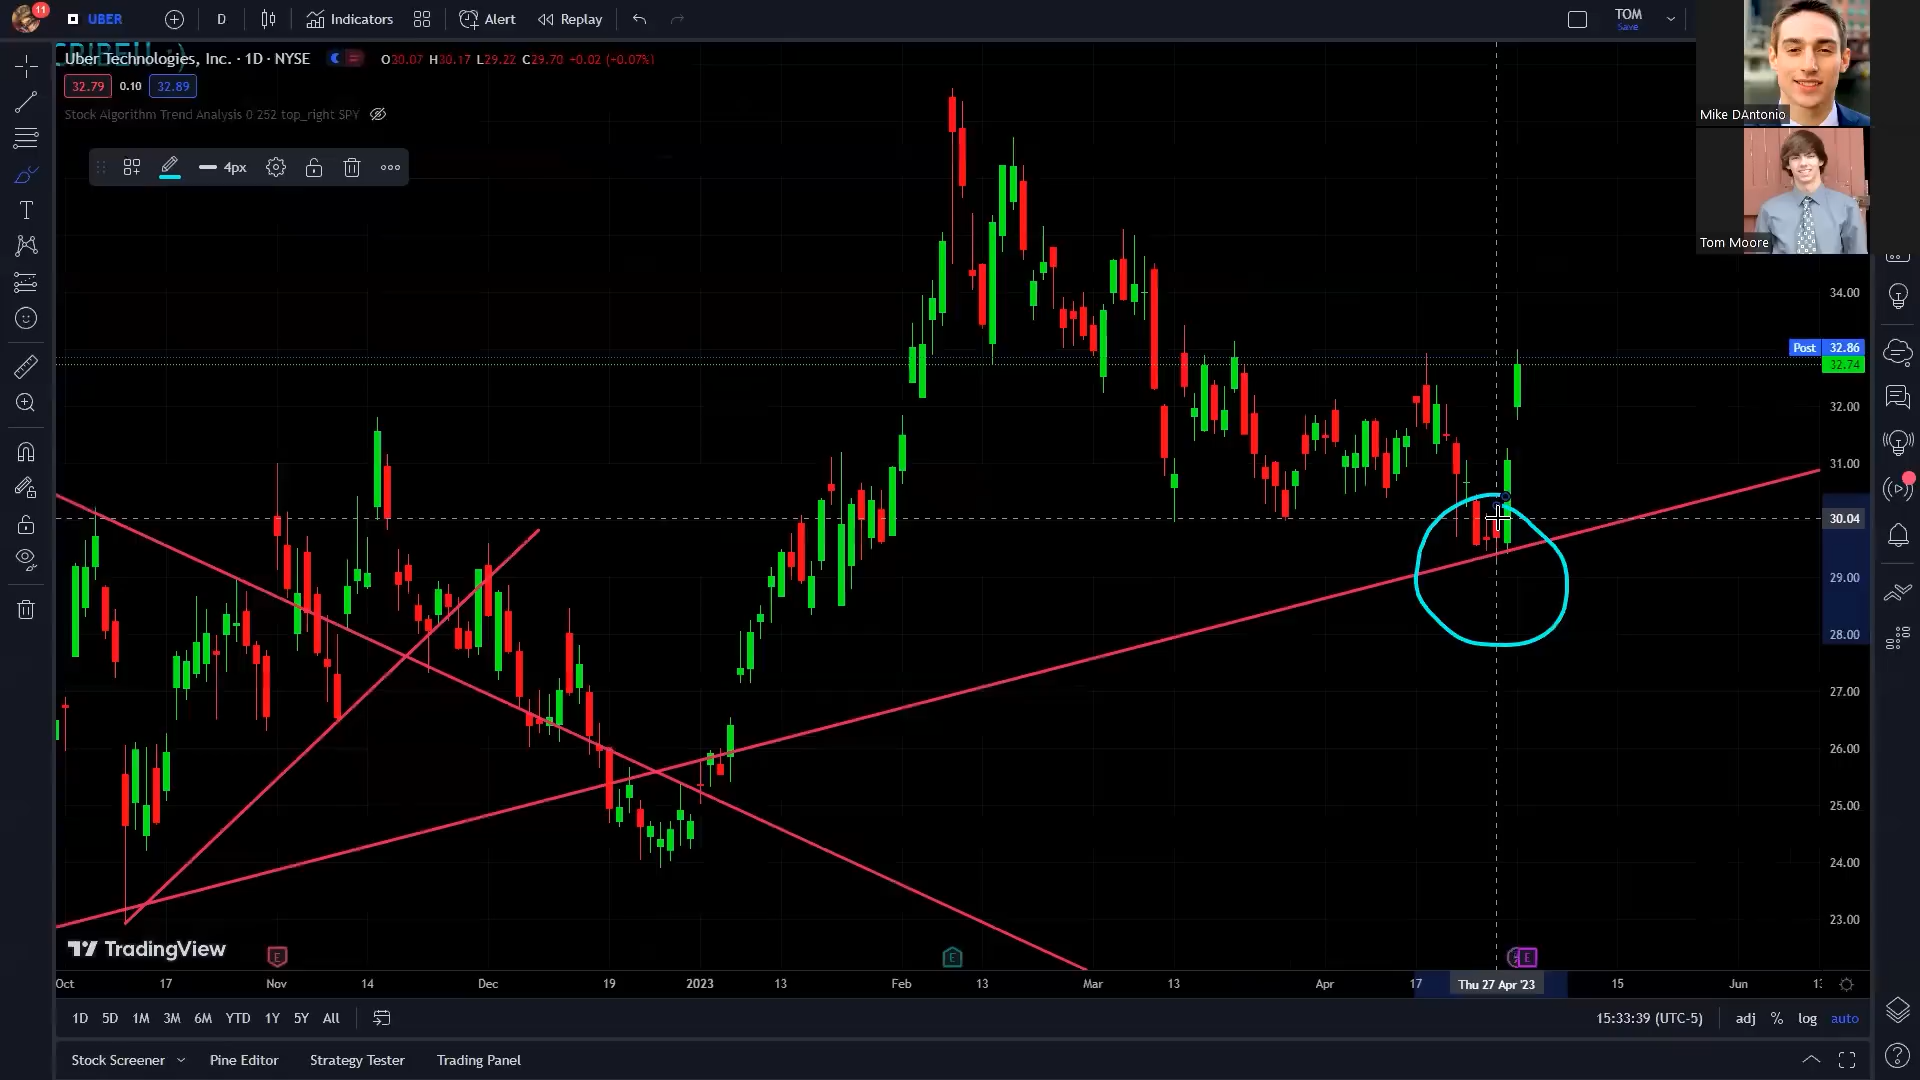 11
UBER
D
Indicators
Alert
Replay
TOM
Save
Uber Technologies, Inc. · 1D · NYSE
O30.07 H30.17 L29.22 C29.70 −0.02 (−0.07%)
32.79
0.10
32.89
Stock Algorithm Trend Analysis 0 252 top_right SPY
4px
Mike DAntonio
Tom Moore
34.00
Post 32.86
32.74
32.00
31.00
30.04
29.00
28.00
27.00
26.00
25.00
24.00
23.00
TradingView
E
E
E
Oct 17 Nov 14 Dec 19 2023 13 Feb 13 Mar 13 Apr 17 Thu 27 Apr '23 15 Jun
1D 5D 1M 3M 6M YTD 1Y 5Y All
15:33:39 (UTC-5)
adj % log auto
Stock Screener Pine Editor Strategy Tester Trading Panel